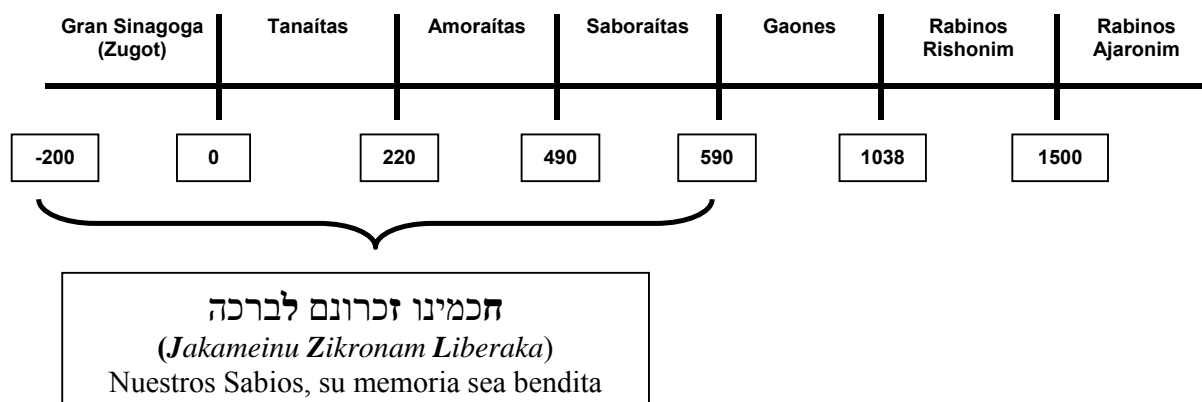 Gran Sinagoga Tanaítas Amoraítas Saboraítas Gaones Rabinos Rabinos
(Zugot) Rishonim Ajaronim
-200 0 220 490 590 1038 1500
חכמינו זכרונם לברכה
(Jakameinu Zikronam Liberaka)
Nuestros Sabios, su memoria sea bendita